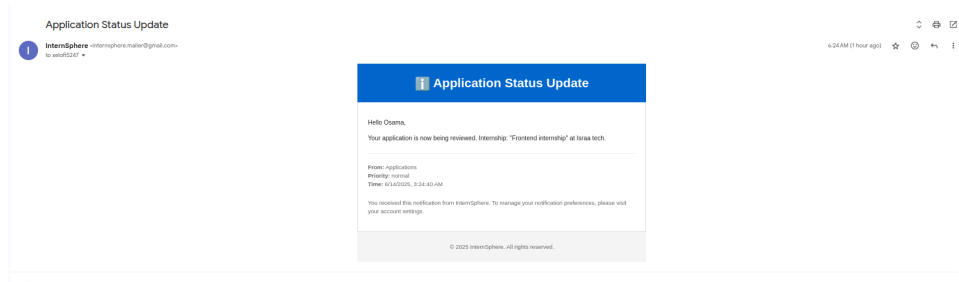 Application Status Update
I
InternSphere <internsphere.mailer@gmail.com>
to xeloft5247
6:24 AM (1 hour ago)
Application Status Update
Hello Osama,
Your application is now being reviewed. Internship: "Frontend internship" at Israa tech.
From: Applications
Priority: normal
Time: 6/14/2025, 3:24:40 AM
You received this notification from InternSphere. To manage your notification preferences, please visit
your account settings.
© 2025 InternSphere. All rights reserved.